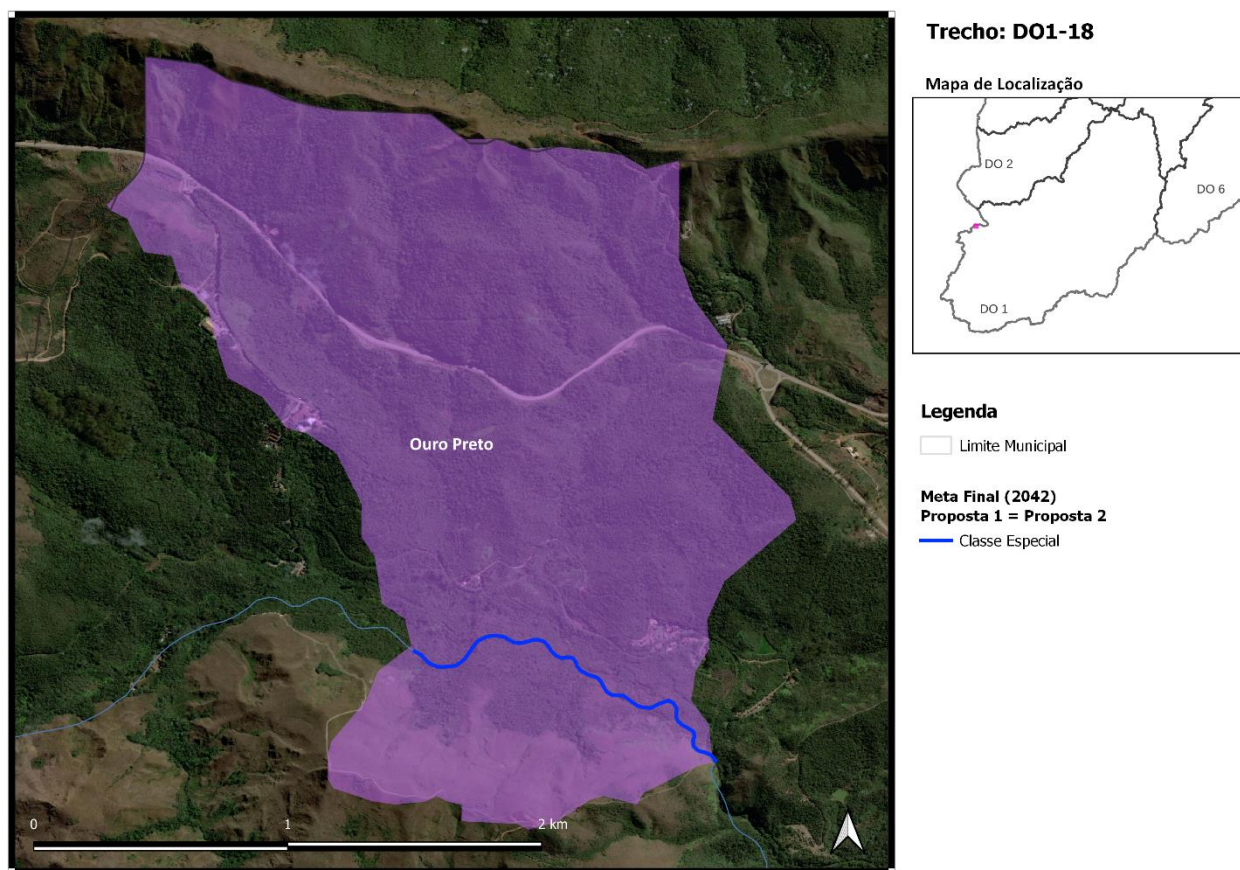 Trecho: DO1-18
Mapa de Localização
DO 2
DO 6
DO 1
Ouro Preto
Legenda
Limite Municipal
Meta Final (2042)
Proposta 1 = Proposta 2
Classe Especial
0
1
2 km